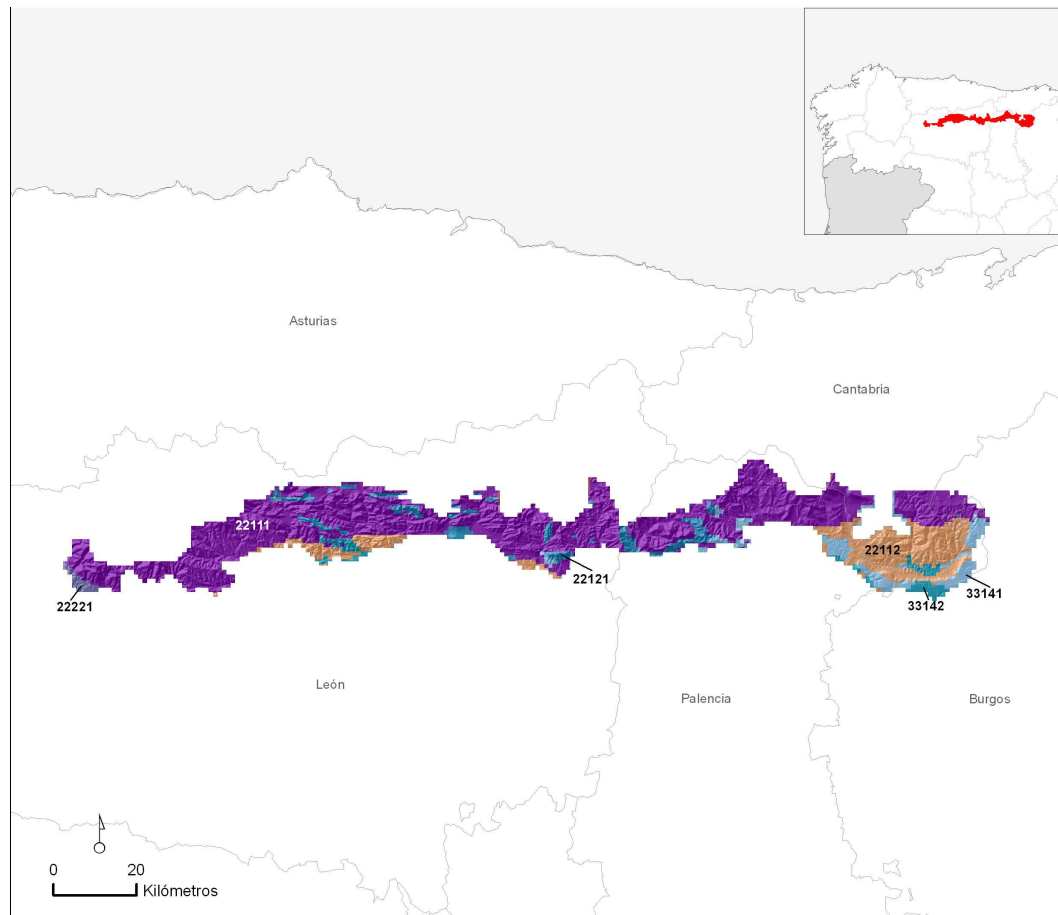 Asturias
Cantabria
22111
22112
22121
22221
33142
33141
León
Palencia
Burgos
0
20
Kilómetros